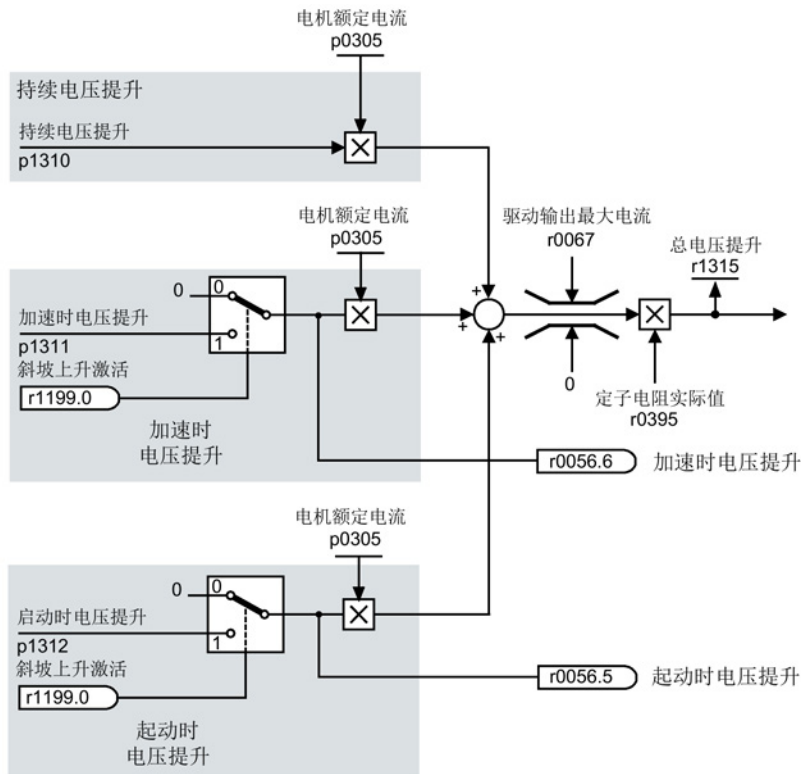 电机额定电流
p0305
持续电压提升
持续电压提升
p1310
电机额定电流
p0305
驱动输出最大电流
r0067
总电压提升
r1315
0
0
加速时电压提升
p1311
1
斜坡上升激活
r1199.0
加速时
电压提升
+
+
+
0
定子电阻实际值
r0395
r0056.6
加速时电压提升
电机额定电流
p0305
0
0
启动时电压提升
p1312
1
斜坡上升激活
r1199.0
起动时
电压提升
r0056.5
起动时电压提升